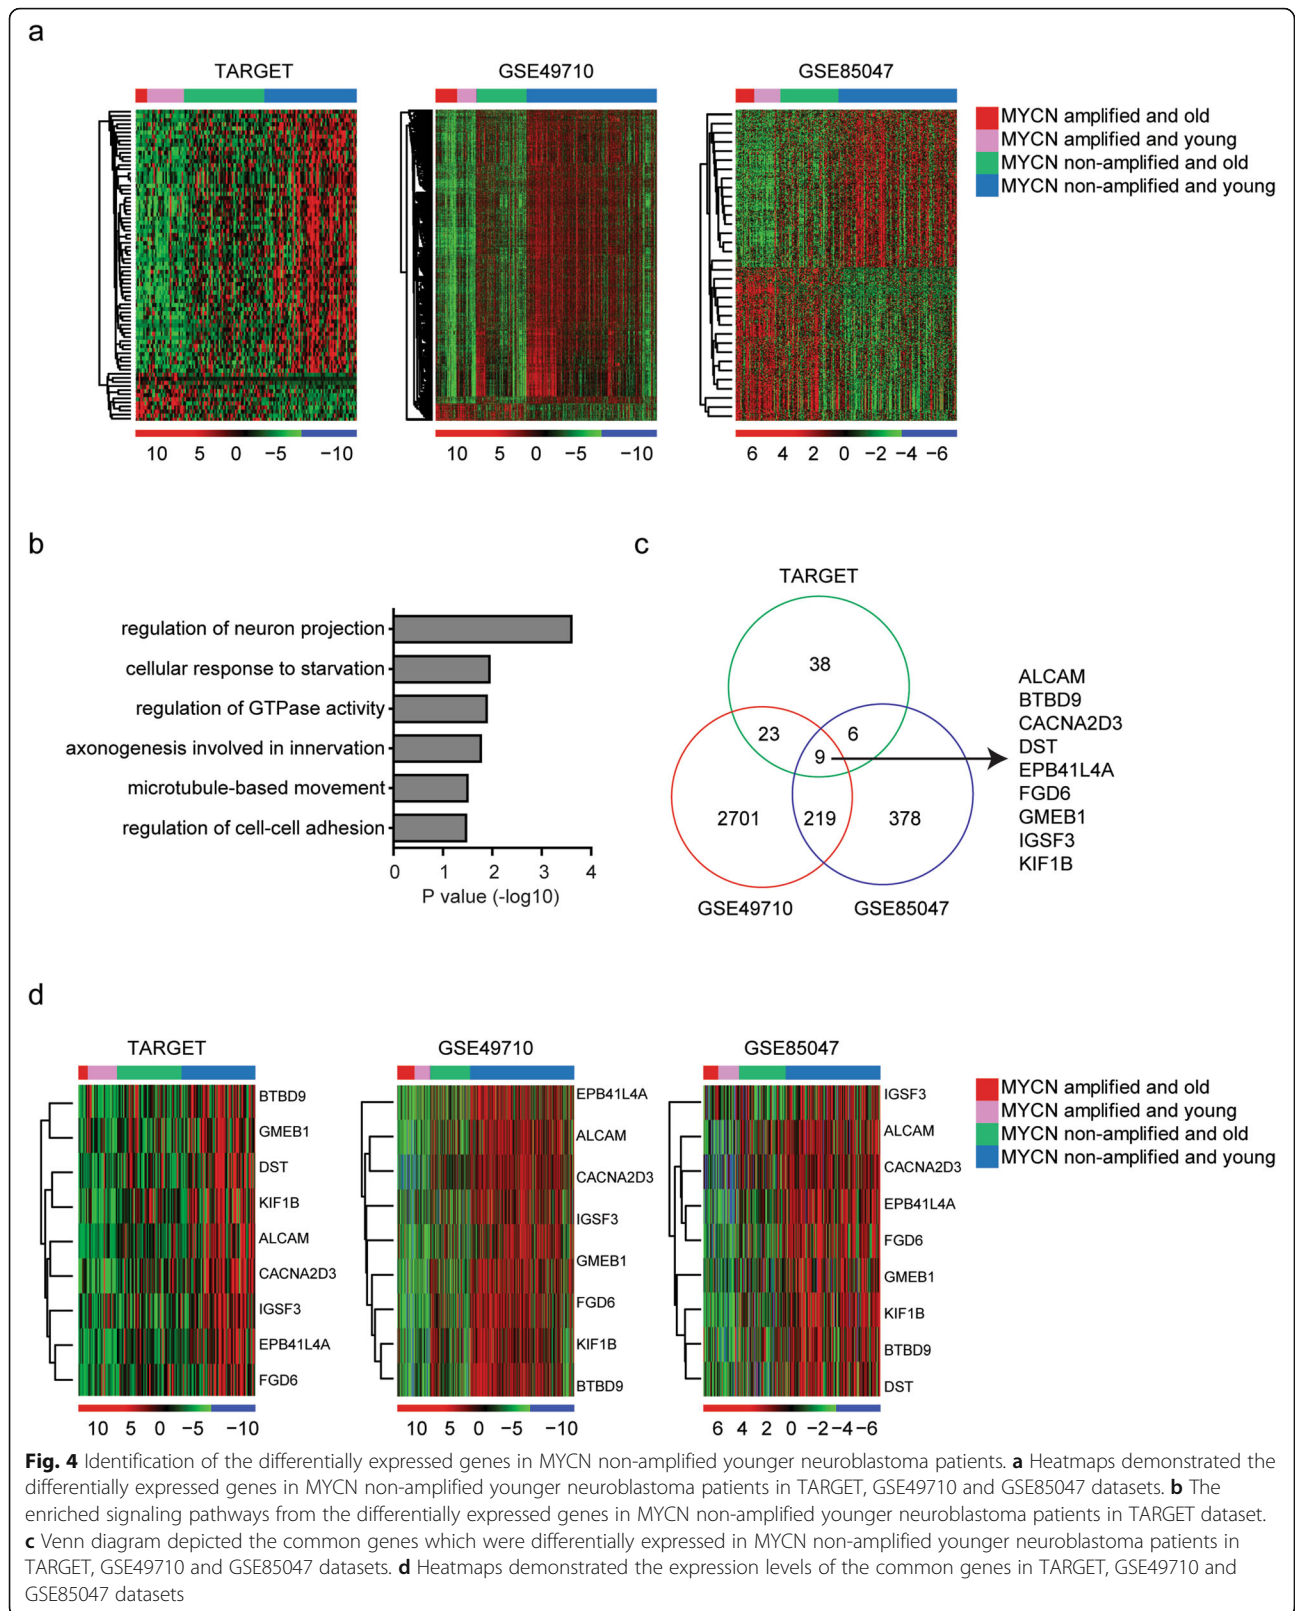 a
TARGET
GSE49710
GSE85047
MYCN amplified and old
MYCN amplified and young
MYCN non-amplified and old
MYCN non-amplified and young
10 5 0 −5 −10
10 5 0 −5 −10
6 4 2 0 −2 −4 −6
b
regulation of neuron projection
cellular response to starvation
regulation of GTPase activity
axonogenesis involved in innervation
microtubule-based movement
regulation of cell-cell adhesion
0 1 2 3 4
P value (-log10)
c
TARGET
38
23
6
9
2701
219
378
GSE49710
GSE85047
ALCAM
BTBD9
CACNA2D3
DST
EPB41L4A
FGD6
GMEB1
IGSF3
KIF1B
d
TARGET
BTBD9
GMEB1
DST
KIF1B
ALCAM
CACNA2D3
IGSF3
EPB41L4A
FGD6
10 5 0 −5 −10
GSE49710
EPB41L4A
ALCAM
CACNA2D3
IGSF3
GMEB1
FGD6
KIF1B
BTBD9
10 5 0 −5 −10
GSE85047
IGSF3
ALCAM
CACNA2D3
EPB41L4A
FGD6
GMEB1
KIF1B
BTBD9
DST
6 4 2 0 −2 −4 −6
MYCN amplified and old
MYCN amplified and young
MYCN non-amplified and old
MYCN non-amplified and young
Fig. 4 Identification of the differentially expressed genes in MYCN non-amplified younger neuroblastoma patients. a Heatmaps demonstrated the
differentially expressed genes in MYCN non-amplified younger neuroblastoma patients in TARGET, GSE49710 and GSE85047 datasets. b The
enriched signaling pathways from the differentially expressed genes in MYCN non-amplified younger neuroblastoma patients in TARGET dataset.
c Venn diagram depicted the common genes which were differentially expressed in MYCN non-amplified younger neuroblastoma patients in
TARGET, GSE49710 and GSE85047 datasets. d Heatmaps demonstrated the expression levels of the common genes in TARGET, GSE49710 and
GSE85047 datasets